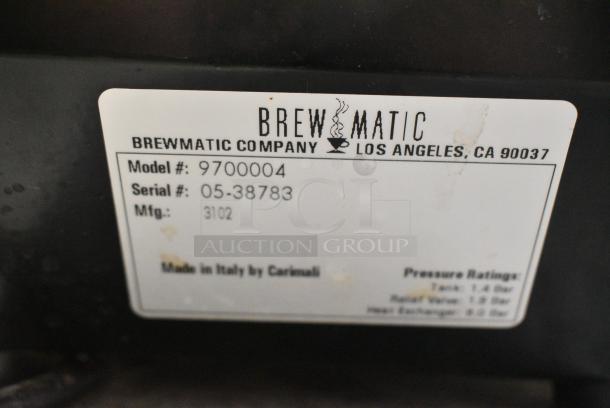 BREW MATIC
BREWMATIC COMPANY LOS ANGELES, CA 90037
Model #: 9700004
Serial #: 05-38783
Mfg.: 3102
PCI
AUCTION GROUP
Made in Italy by Carimali
Pressure Ratings:
Tank: 1.4 Bar
Relief Valve: 1.8 Bar
Heat Exchanger: 8.0 Bar